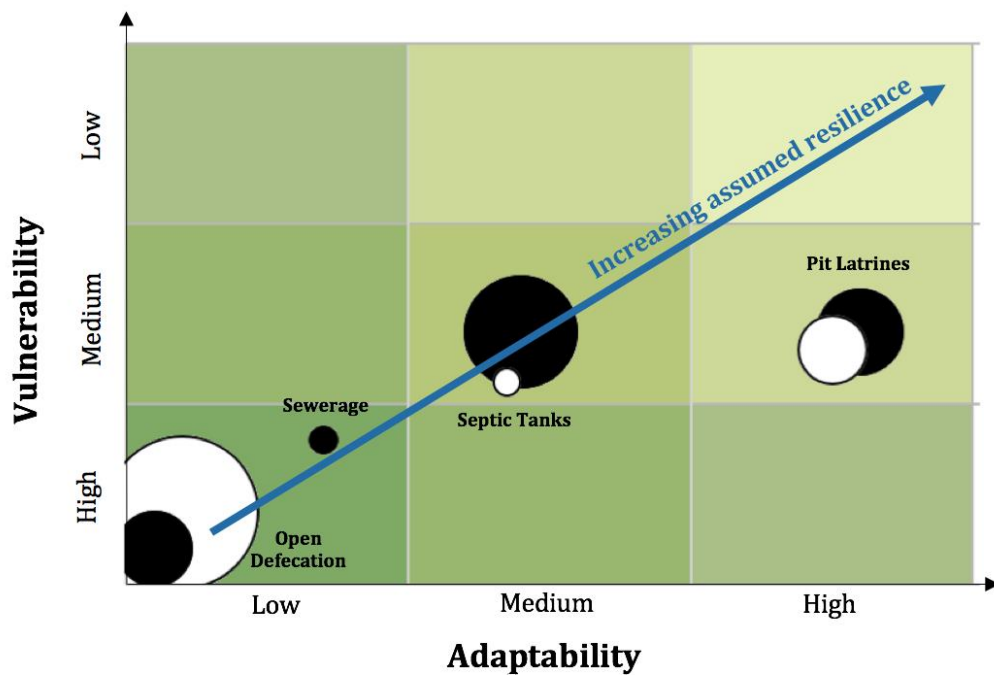 Low
Medium
High
Vulnerability
Increasing assumed resilience
Pit Latrines
Sewerage
Septic Tanks
Open
Defecation
Low
Medium
High
Adaptability